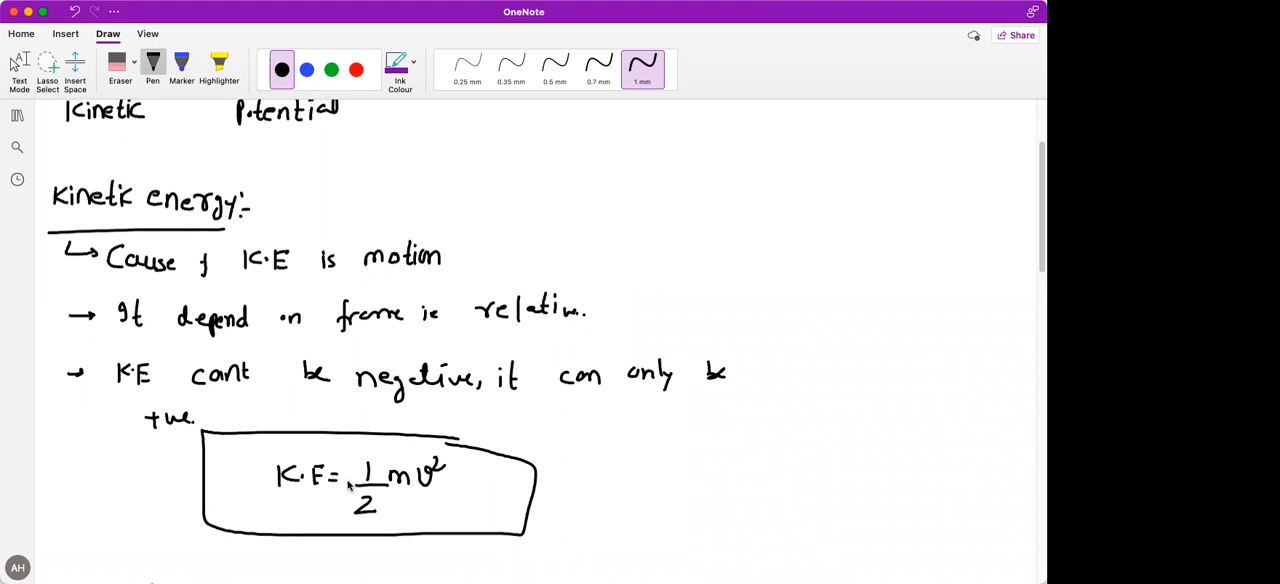 OneNote
Home Insert Draw View
Share
Text Mode
Lasso Select
Insert Space
Eraser
Pen
Marker
Highlighter
Ink Colour
0.25 mm
0.35 mm
0.5 mm
0.7 mm
1 mm
Kinetic Potential
Kinetic energy:-
↳ Cause of K.E is motion
→ It depend on frame ie relative.
→ K.E cant be negetive, it can only be
+ve.
K.E = 1/2 mv²
AH